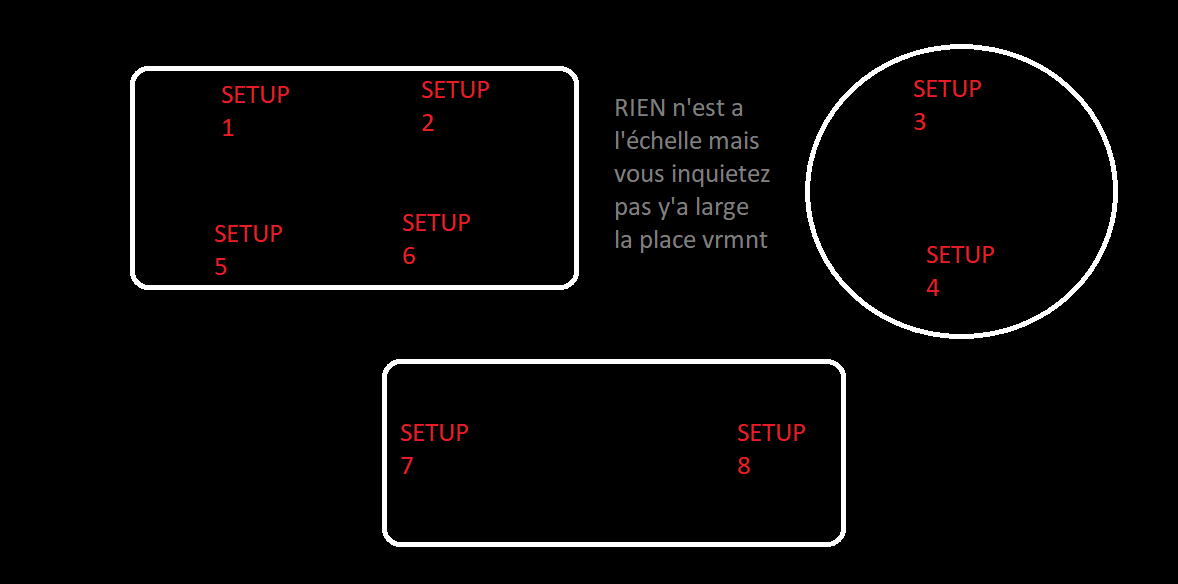 SETUP
1
SETUP
2
SETUP
5
SETUP
6
RIEN n'est a
l'échelle mais
vous inquietez
pas y'a large
la place vrmnt
SETUP
3
SETUP
4
SETUP
7
SETUP
8